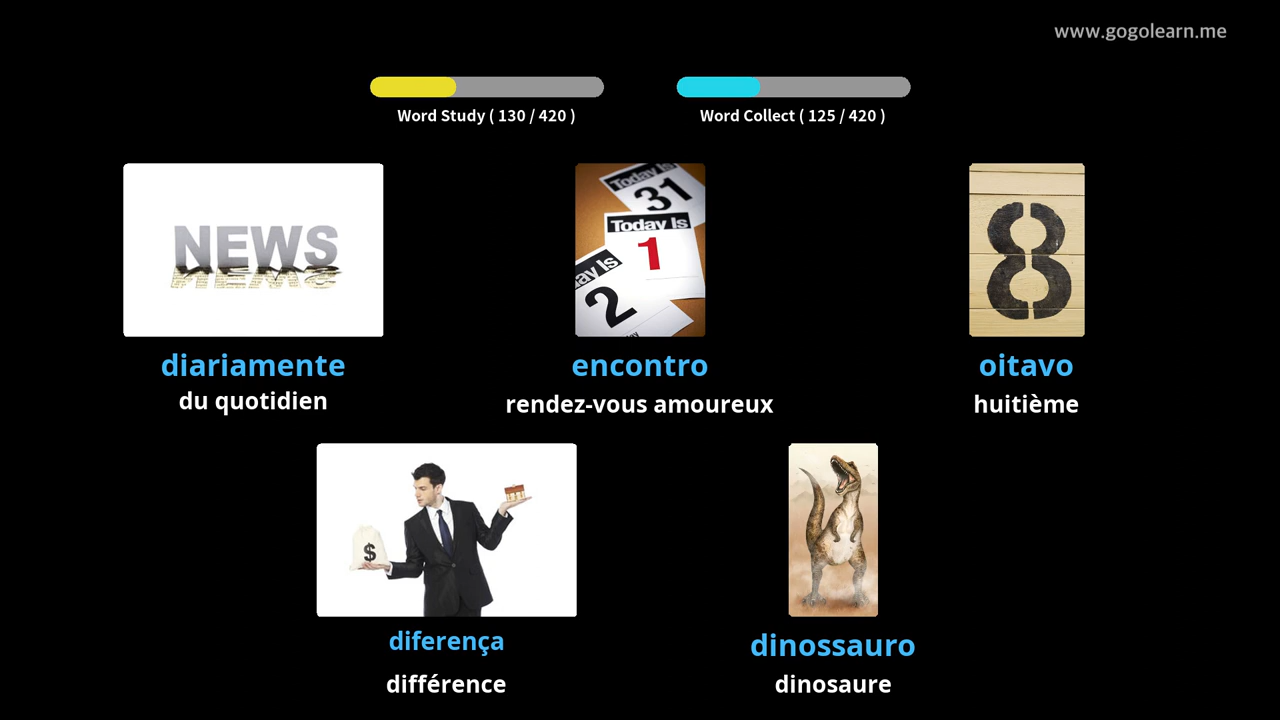 www.gogolearn.me
Word Study ( 130 / 420 )
Word Collect ( 125 / 420 )
NEWS
Today Is
31
Today Is
1
ay Is
2
8
diariamente
encontro
oitavo
du quotidien
rendez-vous amoureux
huitième
$
diferença
dinossauro
différence
dinosaure